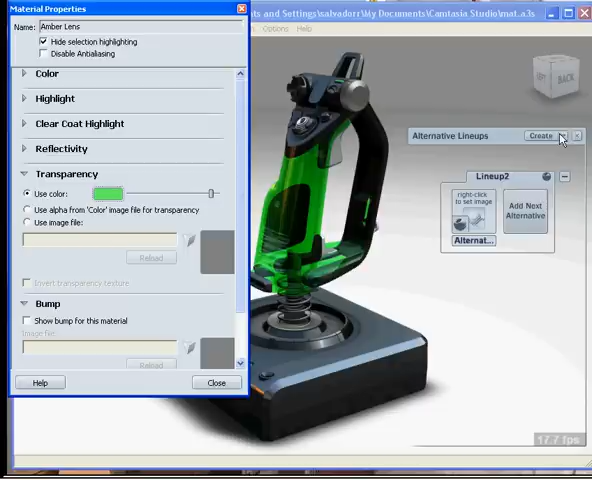 Material Properties
nts and Settings\salvadorr\My Documents\Camtasia Studio\mat.a3s
Name: Amber Lens
Options Help
Hide selection highlighting
Disable Antialiasing
Color
Highlight
Clear Coat Highlight
Reflectivity
Transparency
Use color:
Use alpha from 'Color' image file for transparency
Use image file:
Reload
Invert transparency texture
Bump
Show bump for this material
Image file:
Reload
Help
Close
LEFT
BACK
Alternative Lineups
Create
Lineup2
right-click
to set image
Alternat...
Add Next
Alternative
17.7 fps